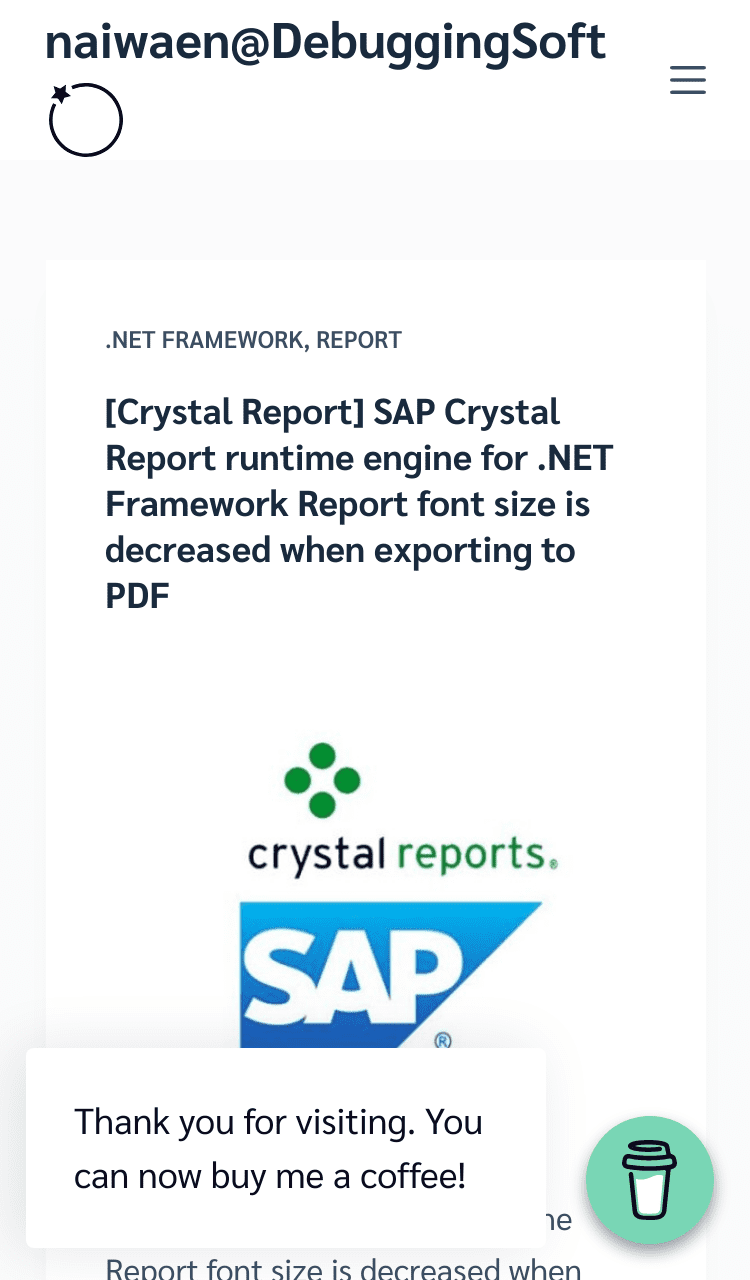 naiwaen@DebuggingSoft
.NET FRAMEWORK, REPORT
[Crystal Report] SAP Crystal
Report runtime engine for .NET
Framework Report font size is
decreased when exporting to
PDF
crystal reports®
SAP
®
Thank you for visiting. You
can now buy me a coffee!
Report font size is decreased when